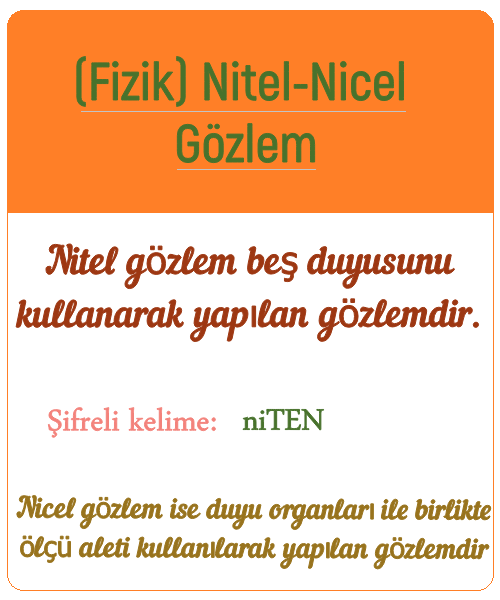 (Fizik) Nitel-Nicel
Gözlem
Nitel gözlem beş duyusunu
kullanarak yapılan gözlemdir.
Şifreli kelime: niTEN
Nicel gözlem ise duyu organları ile birlikte
ölçü aleti kullanılarak yapılan gözlemdir